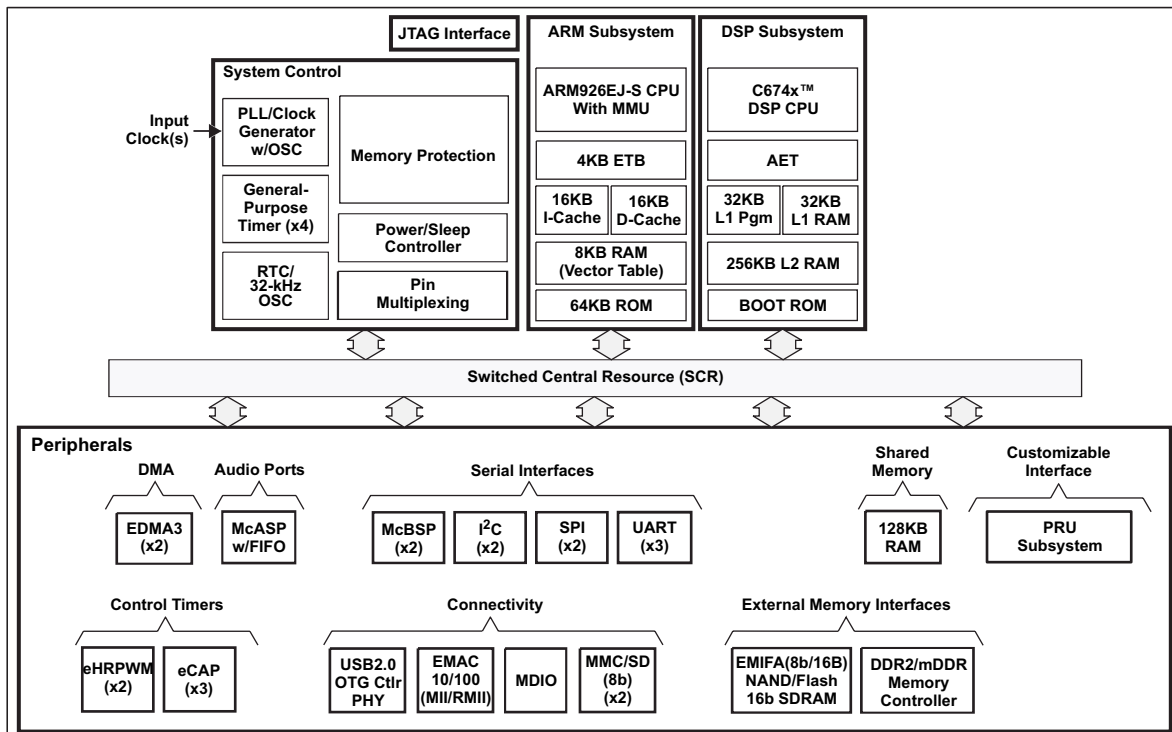 JTAG Interface
ARM Subsystem
DSP Subsystem
System Control
Input
Clock(s)
PLL/Clock
Generator
w/OSC
General-
Purpose
Timer (x4)
RTC/
32-kHz
OSC
Memory Protection
Power/Sleep
Controller
Pin
Multiplexing
ARM926EJ-S CPU
With MMU
4KB ETB
16KB
I-Cache
16KB
D-Cache
8KB RAM
(Vector Table)
64KB ROM
C674x™
DSP CPU
AET
32KB
L1 Pgm
32KB
L1 RAM
256KB L2 RAM
BOOT ROM
Switched Central Resource (SCR)
Peripherals
DMA
EDMA3
(x2)
Audio Ports
McASP
w/FIFO
Serial Interfaces
McBSP
(x2)
I²C
(x2)
SPI
(x2)
UART
(x3)
Shared
Memory
128KB
RAM
Customizable
Interface
PRU
Subsystem
Control Timers
eHRPWM
(x2)
eCAP
(x3)
Connectivity
USB2.0
OTG Ctlr
PHY
EMAC
10/100
(MII/RMII)
MDIO
MMC/SD
(8b)
(x2)
External Memory Interfaces
EMIFA(8b/16B)
NAND/Flash
16b SDRAM
DDR2/mDDR
Memory
Controller